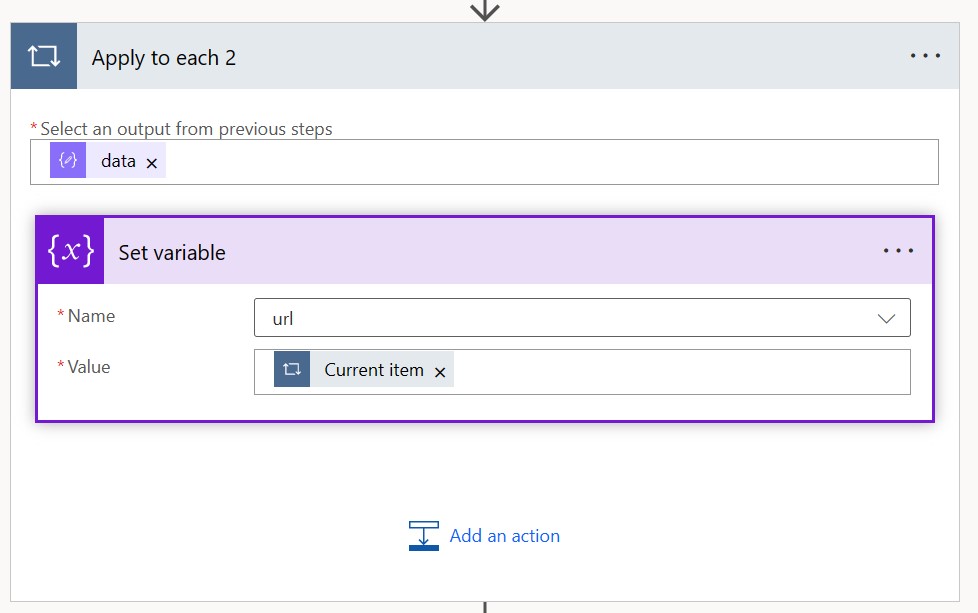 Apply to each 2
* Select an output from previous steps
data ×
{x} Set variable
* Name
url
* Value
Current item ×
Add an action